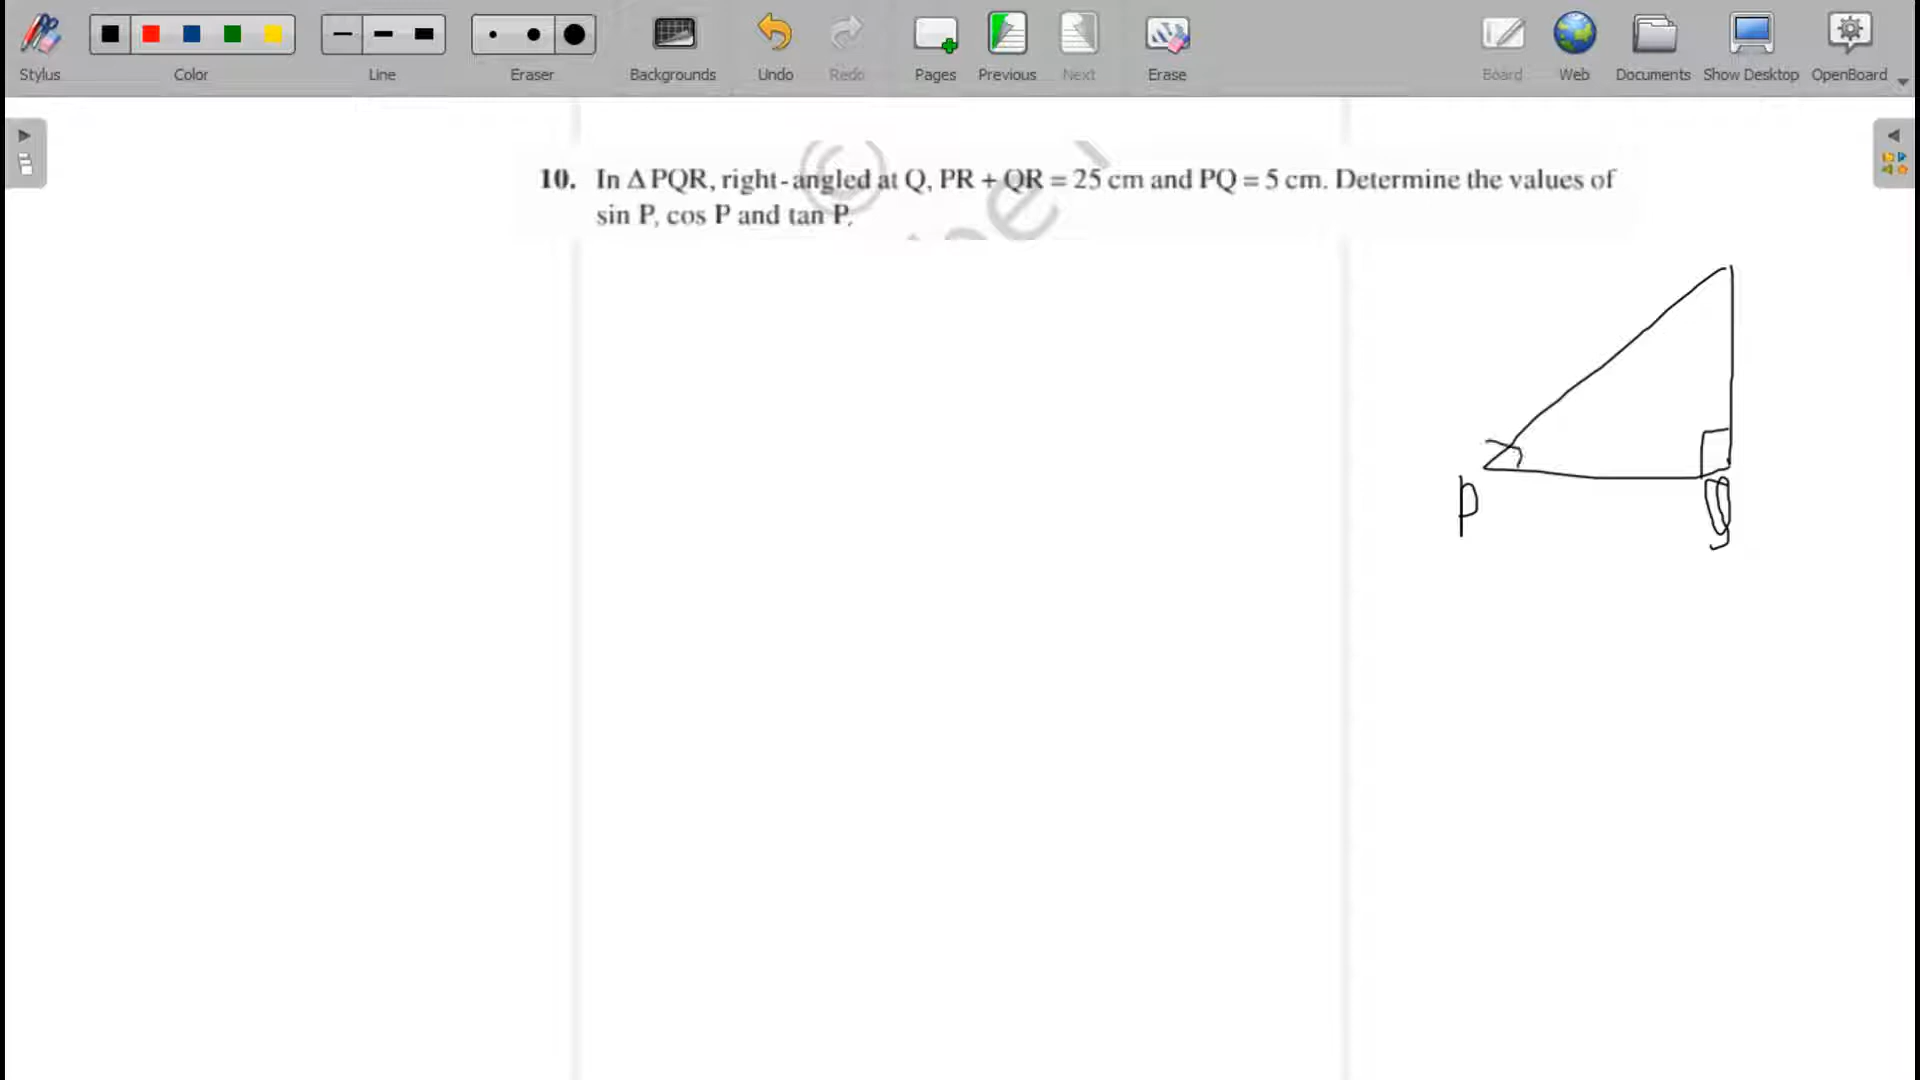 Stylus Color Line Eraser Backgrounds Undo Redo Pages Previous Next Erase Board Web Documents Show Desktop OpenBoard
10. In Δ PQR, right-angled at Q, PR + QR = 25 cm and PQ = 5 cm. Determine the values of
sin P, cos P and tan P.
P